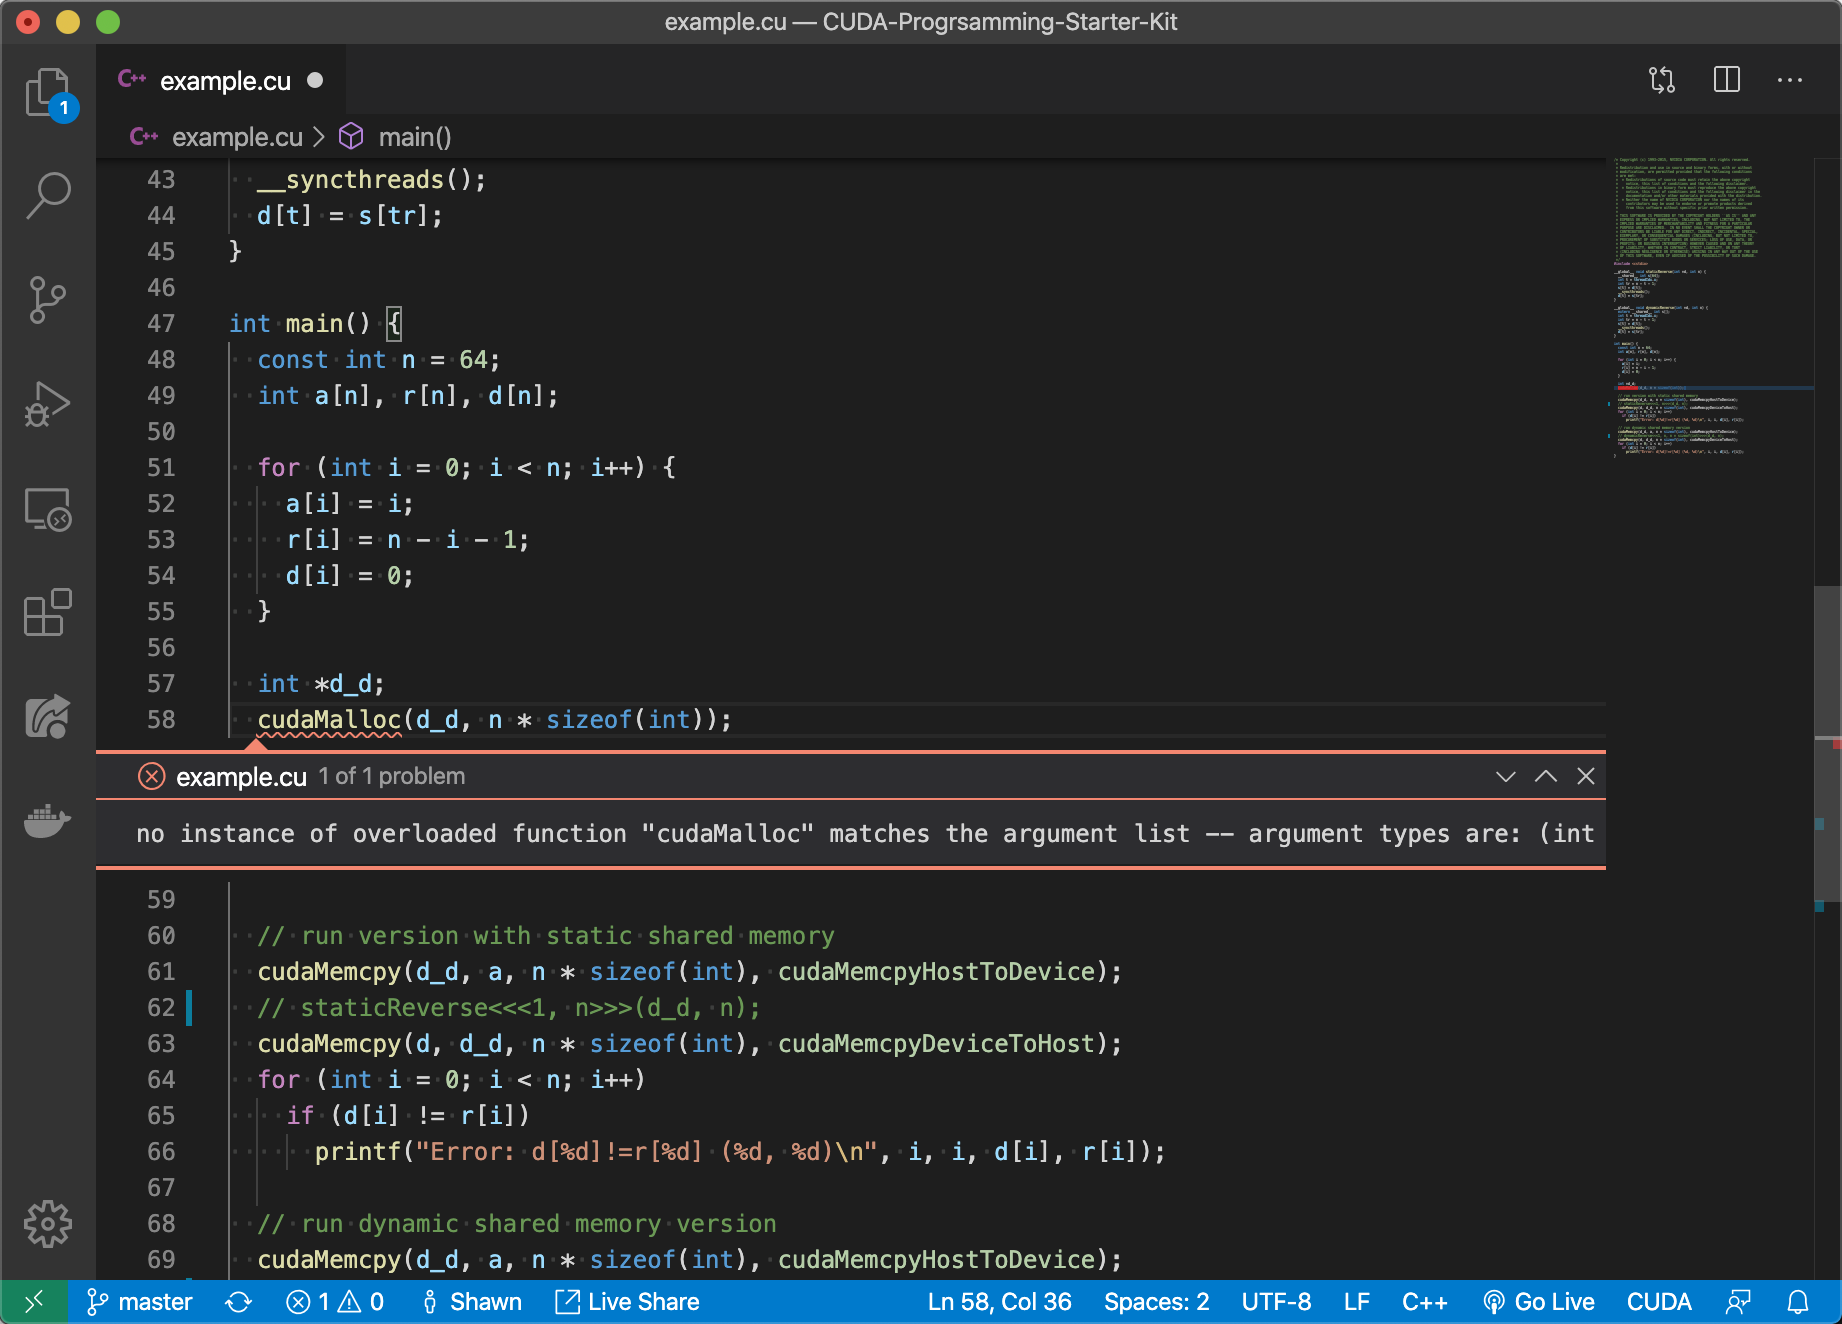 example.cu — CUDA-Progrsamming-Starter-Kit
C++ example.cu
1
C++ example.cu > main()
43 __syncthreads();
44 d[t] = s[tr];
45 }
46
47 int main() {
48 const int n = 64;
49 int a[n], r[n], d[n];
50
51 for (int i = 0; i < n; i++) {
52 a[i] = i;
53 r[i] = n - i - 1;
54 d[i] = 0;
55 }
56
57 int *d_d;
58 cudaMalloc(d_d, n * sizeof(int));
example.cu 1 of 1 problem
no instance of overloaded function "cudaMalloc" matches the argument list -- argument types are: (int
59
60 // run version with static shared memory
61 cudaMemcpy(d_d, a, n * sizeof(int), cudaMemcpyHostToDevice);
62 // staticReverse<<<1, n>>>(d_d, n);
63 cudaMemcpy(d, d_d, n * sizeof(int), cudaMemcpyDeviceToHost);
64 for (int i = 0; i < n; i++)
65 if (d[i] != r[i])
66 printf("Error: d[%d]!=r[%d] (%d, %d)\n", i, i, d[i], r[i]);
67
68 // run dynamic shared memory version
69 cudaMemcpy(d_d, a, n * sizeof(int), cudaMemcpyHostToDevice);
master 1 0 Shawn Live Share Ln 58, Col 36 Spaces: 2 UTF-8 LF C++ Go Live CUDA